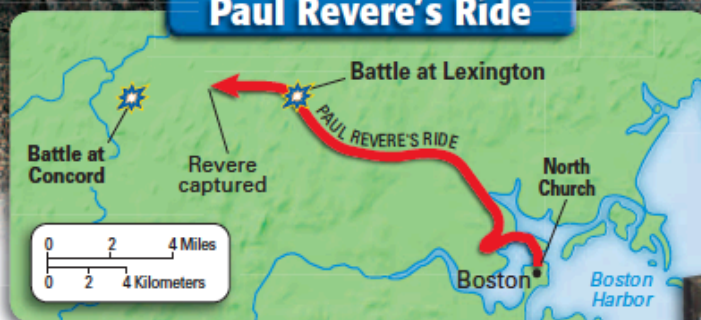 Paul Revere's Ride
Battle at Lexington
PAUL REVERE'S RIDE
Battle at
Concord
Revere
captured
North
Church
0 2 4 Miles
0 2 4 Kilometers
Boston
Boston
Harbor